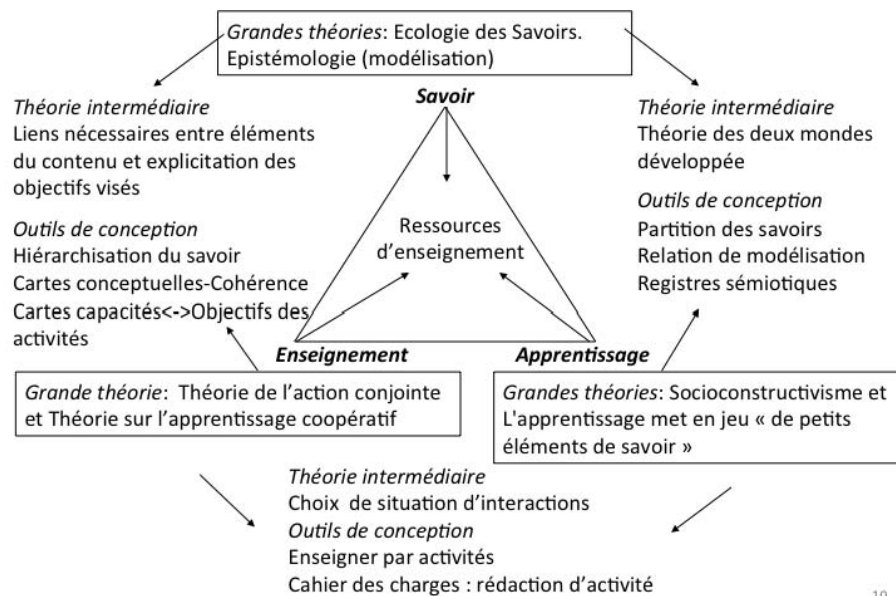 Grandes théories: Ecologie des Savoirs.
Epistémologie (modélisation)
Savoir
Théorie intermédiaire
Liens nécessaires entre éléments
du contenu et explicitation des
objectifs visés
Outils de conception
Hiérarchisation du savoir
Cartes conceptuelles-Cohérence
Cartes capacités<->Objectifs des
activités
Théorie intermédiaire
Théorie des deux mondes
développée
Outils de conception
Partition des savoirs
Relation de modélisation
Registres sémiotiques
Ressources
d'enseignement
Enseignement
Apprentissage
Grande théorie: Théorie de l'action conjointe
et Théorie sur l'apprentissage coopératif
Grandes théories: Socioconstructivisme et
L'apprentissage met en jeu « de petits
éléments de savoir »
Théorie intermédiaire
Choix de situation d'interactions
Outils de conception
Enseigner par activités
Cahier des charges : rédaction d'activité
10